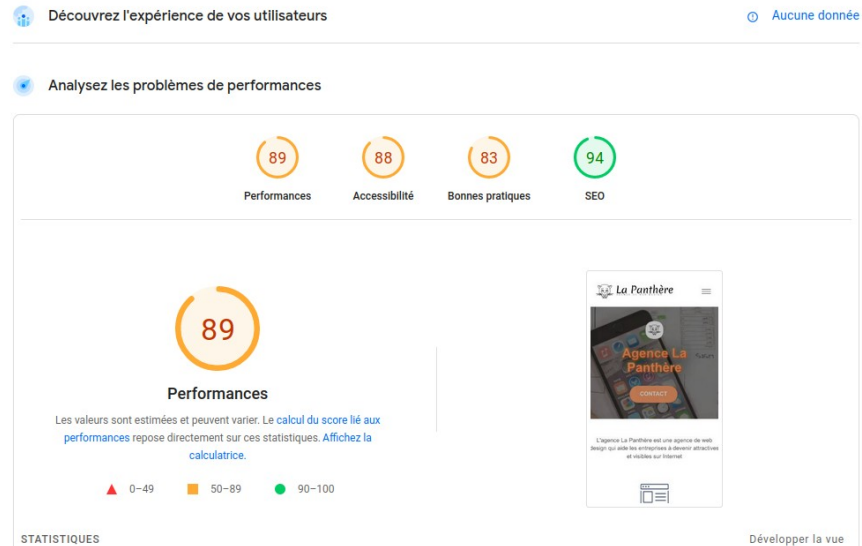 Découvrez l'expérience de vos utilisateurs
Aucune donnée
Analysez les problèmes de performances
89
88
83
94
Performances
Accessibilité
Bonnes pratiques
SEO
89
Performances
Les valeurs sont estimées et peuvent varier. Le calcul du score lié aux
performances repose directement sur ces statistiques. Affichez la
calculatrice.
0–49
50–89
90–100
La Panthère
Agence La
Panthère
CONTACT
L'agence La Panthère est une agence de web
design qui aide les entreprises à devenir attractives
et visibles sur Internet
STATISTIQUES
Développer la vue